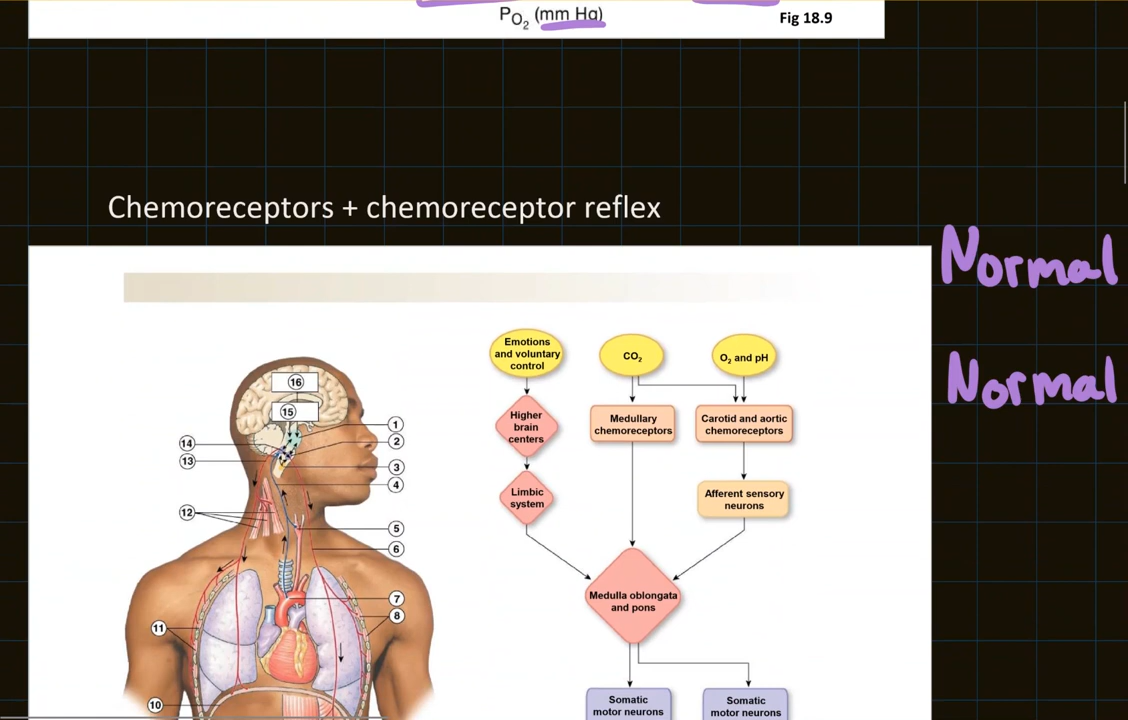 P O₂ (mm Hg)
Fig 18.9
Chemoreceptors + chemoreceptor reflex
Normal
Normal
16
15
1
14
2
13
3
4
12
5
6
7
8
11
10
Emotions
and voluntary
control
CO₂
O₂ and pH
Higher
brain
centers
Medullary
chemoreceptors
Carotid and aortic
chemoreceptors
Limbic
system
Afferent sensory
neurons
Medulla oblongata
and pons
Somatic
motor neurons
Somatic
motor neurons